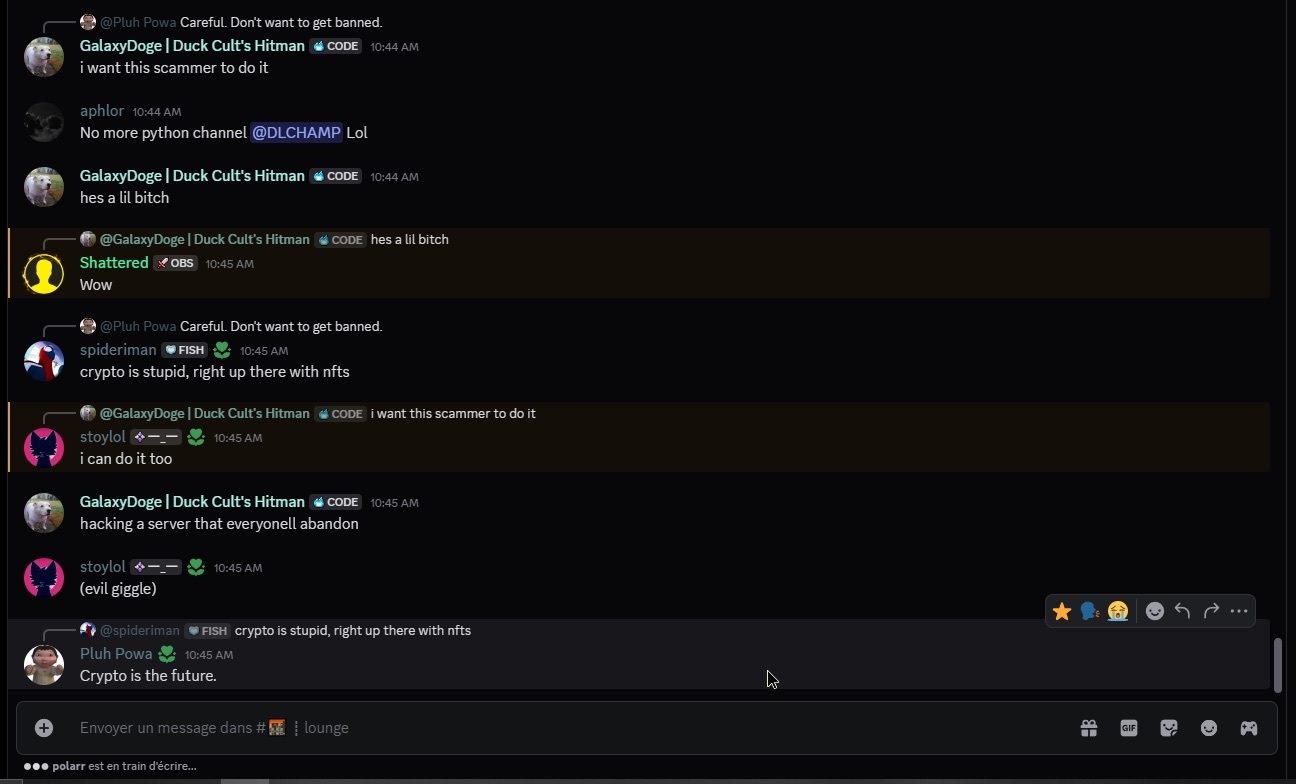 @Pluh Powa Careful. Don't want to get banned.
GalaxyDoge | Duck Cult's Hitman CODE 10:44 AM
i want this scammer to do it
aphlor 10:44 AM
No more python channel @DLCHAMP Lol
GalaxyDoge | Duck Cult's Hitman CODE 10:44 AM
hes a lil bitch
@GalaxyDoge | Duck Cult's Hitman CODE hes a lil bitch
Shattered OBS 10:45 AM
Wow
@Pluh Powa Careful. Don't want to get banned.
spideriman FISH 10:45 AM
crypto is stupid, right up there with nfts
@GalaxyDoge | Duck Cult's Hitman CODE i want this scammer to do it
stoylol —_— 10:45 AM
i can do it too
GalaxyDoge | Duck Cult's Hitman CODE 10:45 AM
hacking a server that everyonell abandon
stoylol —_— 10:45 AM
(evil giggle)
@spideriman FISH crypto is stupid, right up there with nfts
Pluh Powa 10:45 AM
Crypto is the future.
Envoyer un message dans # ┋ lounge
GIF
polarr est en train d'écrire...